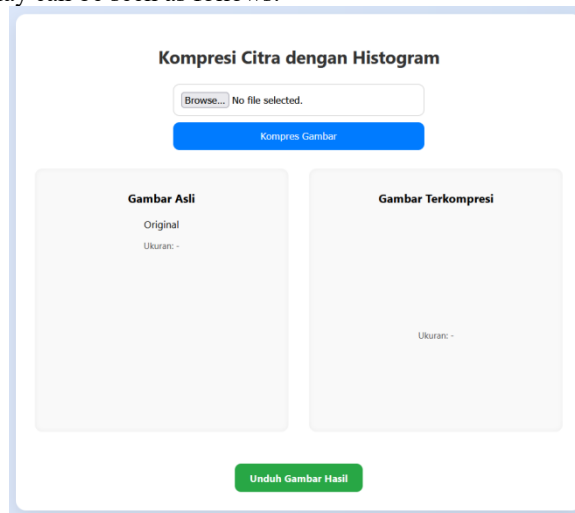 Kompresi Citra dengan Histogram
Browse... No file selected.
Kompres Gambar
Gambar Asli
Original
Ukuran: -
Gambar Terkompresi
Ukuran: -
Unduh Gambar Hasil